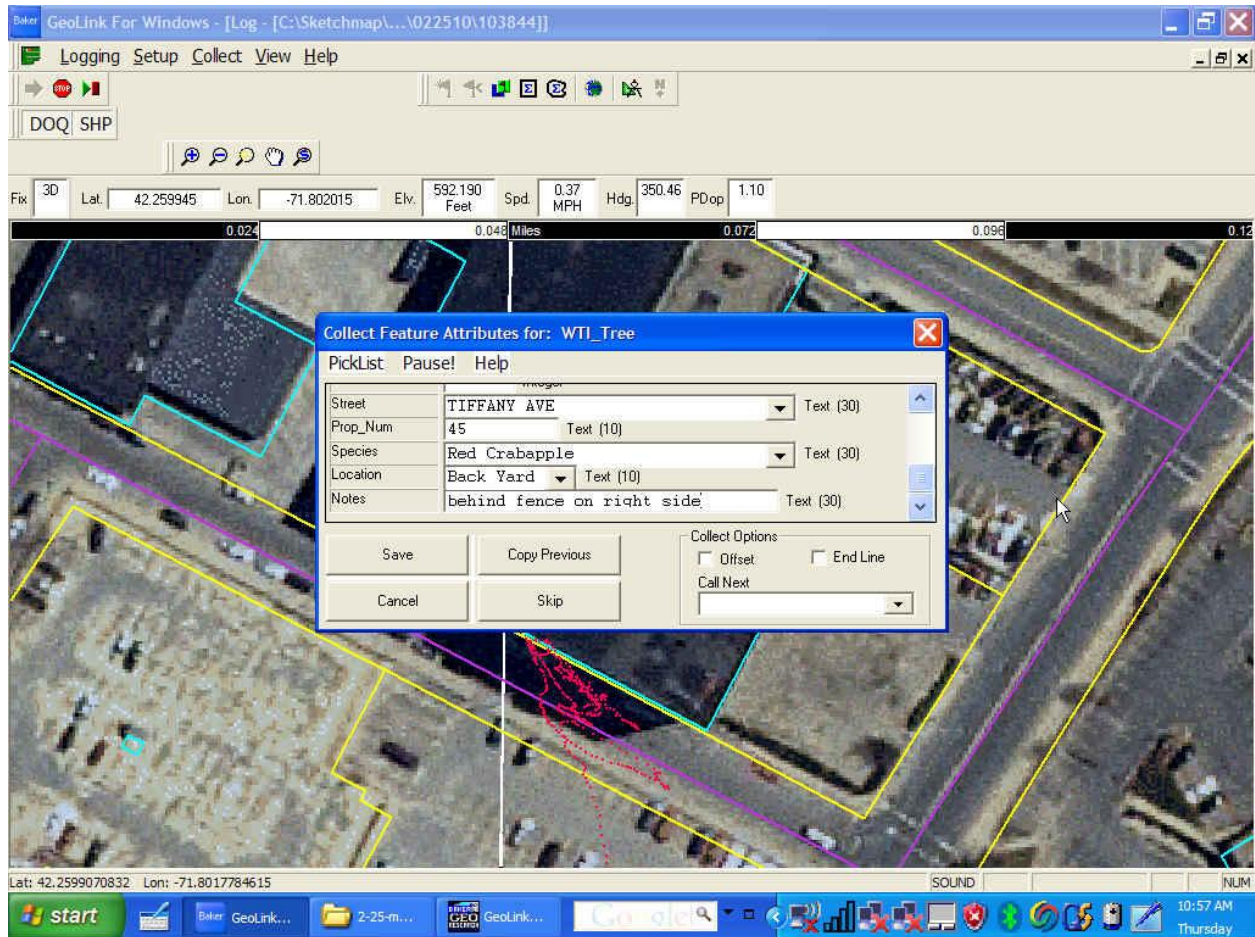 Baker GeoLink For Windows - [Log - [C:\Sketchmap\...\022510\103844]]
Logging Setup Collect View Help
STOP
DOQ SHP
Fix 3D Lat. 42.259945 Lon. -71.802015 Elv. 592.190 Feet Spd. 0.37 MPH Hdg. 350.46 PDop 1.10
0.024 0.048 Miles 0.072 0.096 0.12
Collect Feature Attributes for: WTI_Tree
PickList Pause! Help
Integer
Street TIFFANY AVE Text (30)
Prop_Num 45 Text (10)
Species Red Crabapple Text (30)
Location Back Yard Text (10)
Notes behind fence on right side Text (30)
Collect Options
Save Copy Previous Offset End Line
Call Next
Cancel Skip
Lat: 42.2599070832 Lon: -71.8017784615 SOUND NUM
start Baker GeoLink... 2-25-m... GEO GeoLink... 10:57 AM
Thursday